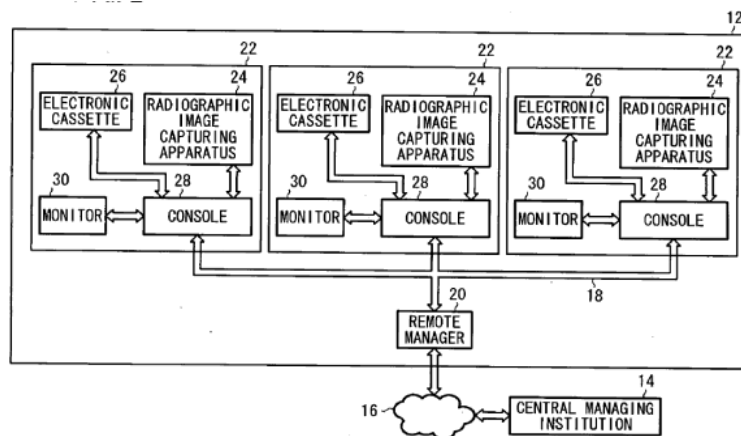 12
22
22
22
26
24
26
24
26
24
ELECTRONIC
CASSETTE
RADIOGRAPHIC
IMAGE
CAPTURING
APPARATUS
ELECTRONIC
CASSETTE
RADIOGRAPHIC
IMAGE
CAPTURING
APPARATUS
ELECTRONIC
CASSETTE
RADIOGRAPHIC
IMAGE
CAPTURING
APPARATUS
30
28
30
28
30
28
MONITOR
CONSOLE
MONITOR
CONSOLE
MONITOR
CONSOLE
18
20
REMOTE
MANAGER
16
14
CENTRAL MANAGING
INSTITUTION